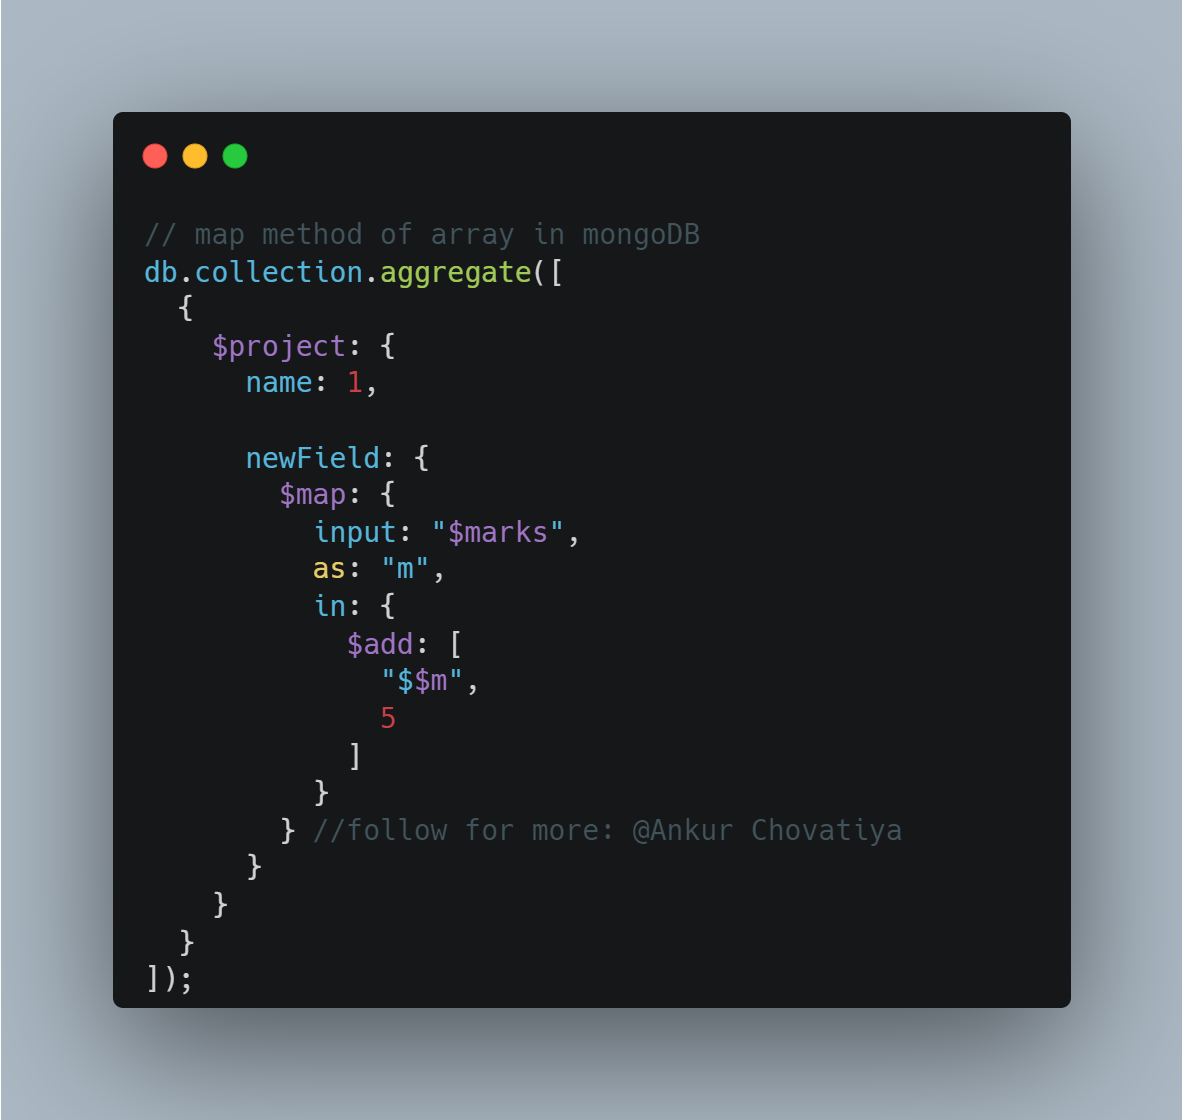 // map method of array in mongoDB
db.collection.aggregate([
  {
    $project: {
      name: 1,

      newField: {
        $map: {
          input: "$marks",
          as: "m",
          in: {
            $add: [
              "$$m",
              5
            ]
          }
        } //follow for more: @Ankur Chovatiya
      }
    }
  }
]);